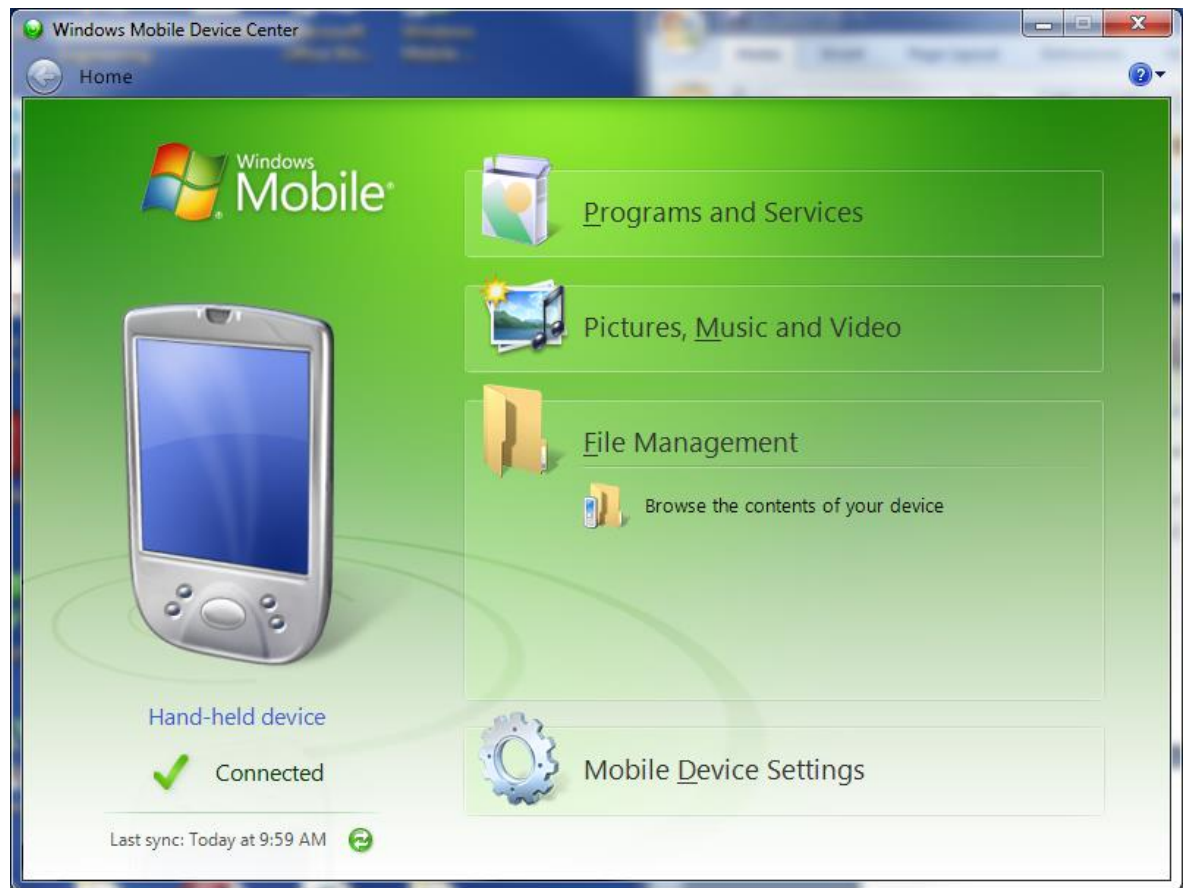 Windows Mobile Device Center
Home
Windows
Mobile
Programs and Services
Pictures, Music and Video
File Management
Browse the contents of your device
Hand-held device
Connected
Last sync: Today at 9:59 AM
Mobile Device Settings